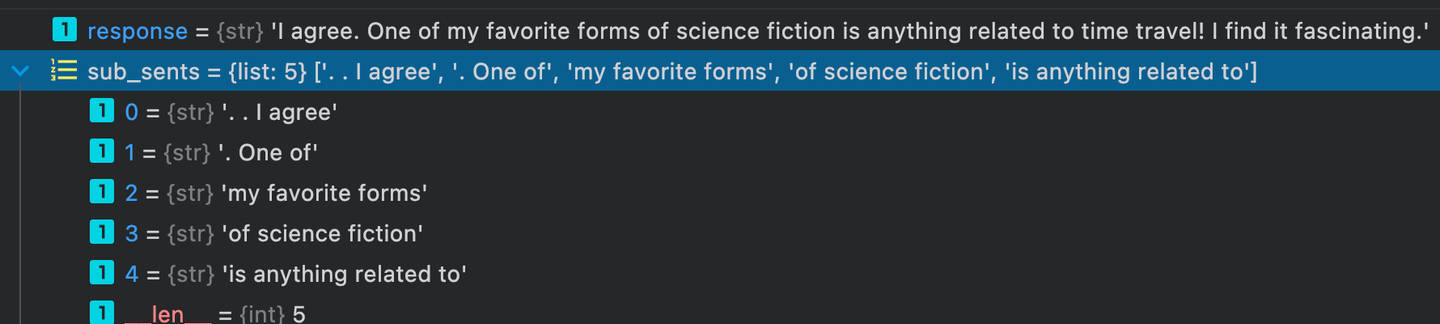 1 response = {str} 'I agree. One of my favorite forms of science fiction is anything related to time travel! I find it fascinating.'
1 2 3 sub_sents = {list: 5} ['. . I agree', '. One of', 'my favorite forms', 'of science fiction', 'is anything related to']
1 0 = {str} '. . I agree'
1 1 = {str} '. One of'
1 2 = {str} 'my favorite forms'
1 3 = {str} 'of science fiction'
1 4 = {str} 'is anything related to'
1 __len__ = {int} 5